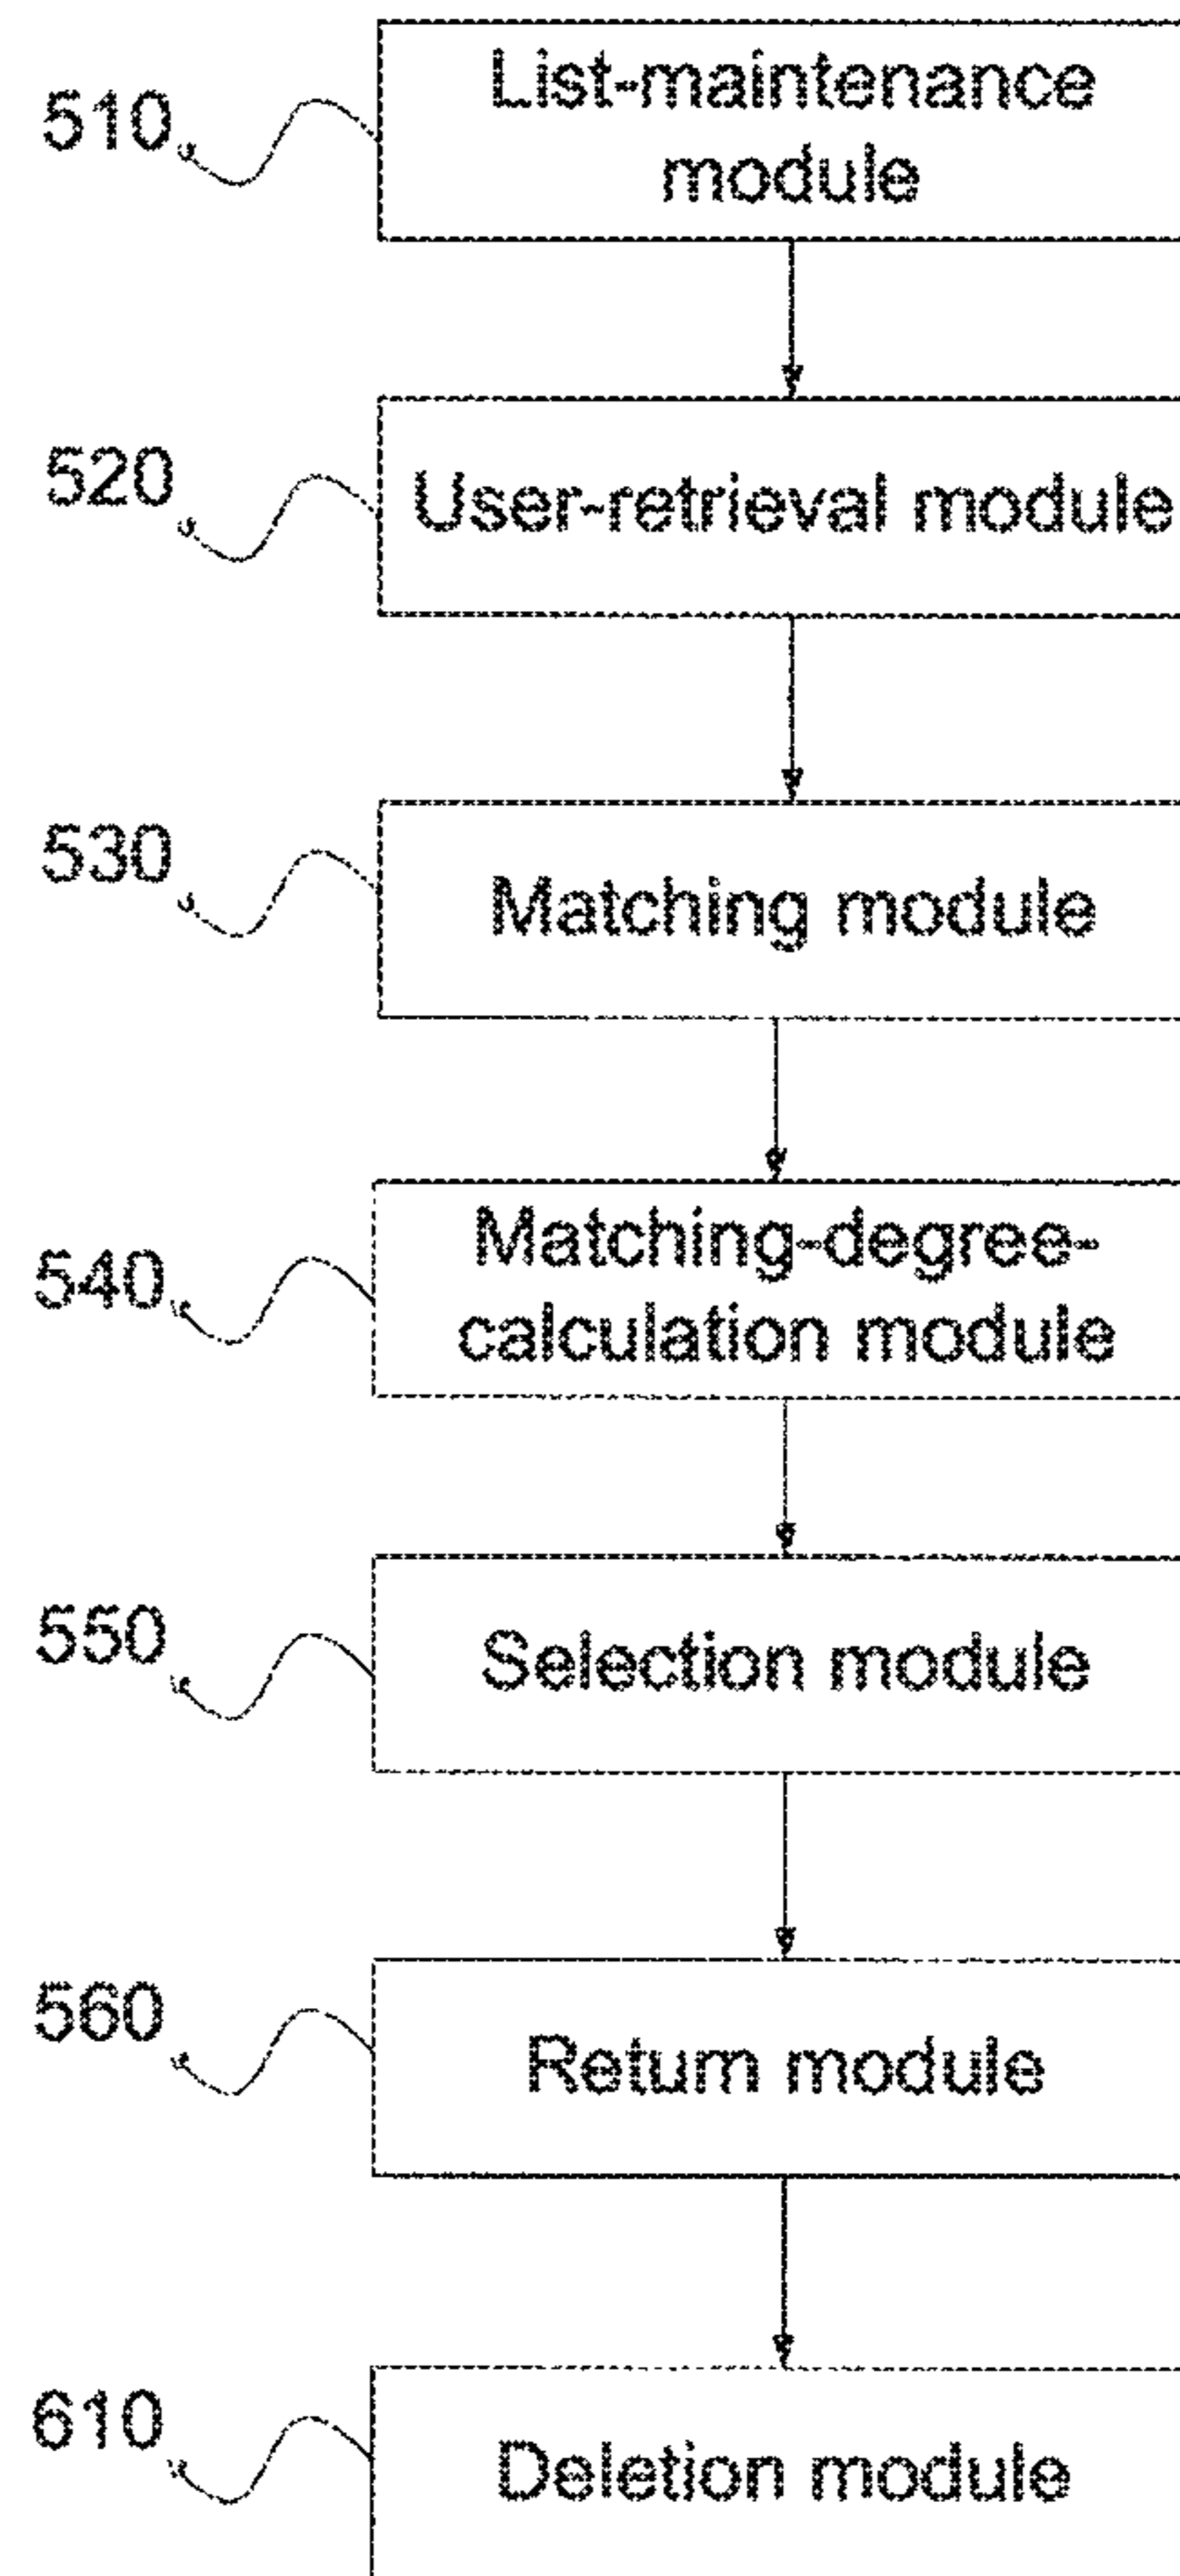 510
List-maintenance
module
520
User-retrieval module
530
Matching module
540
Matching-degree-
calculation module
550
Selection module
560
Return module
610
Deletion module